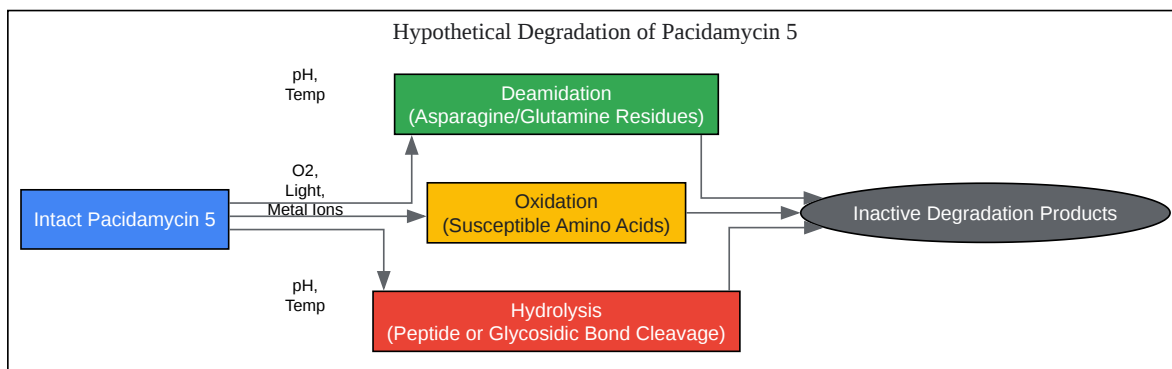 Hypothetical Degradation of Pacidamycin 5
pH,
Temp
Deamidation
(Asparagine/Glutamine Residues)
O2,
Light,
Metal Ions
Intact Pacidamycin 5
Oxidation
(Susceptible Amino Acids)
Inactive Degradation Products
pH,
Temp
Hydrolysis
(Peptide or Glycosidic Bond Cleavage)